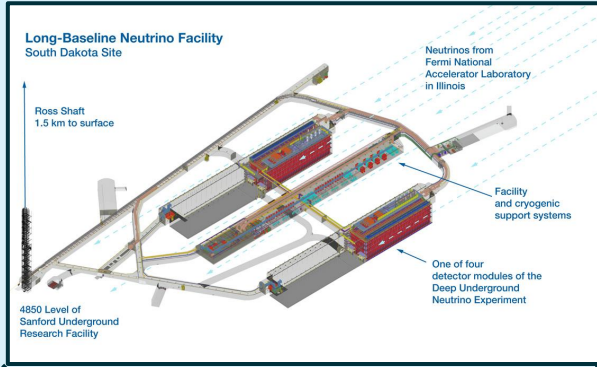 Long-Baseline Neutrino Facility
South Dakota Site
Neutrinos from
Fermi National
Accelerator Laboratory
in Illinois
Ross Shaft
1.5 km to surface
Facility
and cryogenic
support systems
One of four
detector modules of the
Deep Underground
Neutrino Experiment
4850 Level of
Sanford Underground
Research Facility